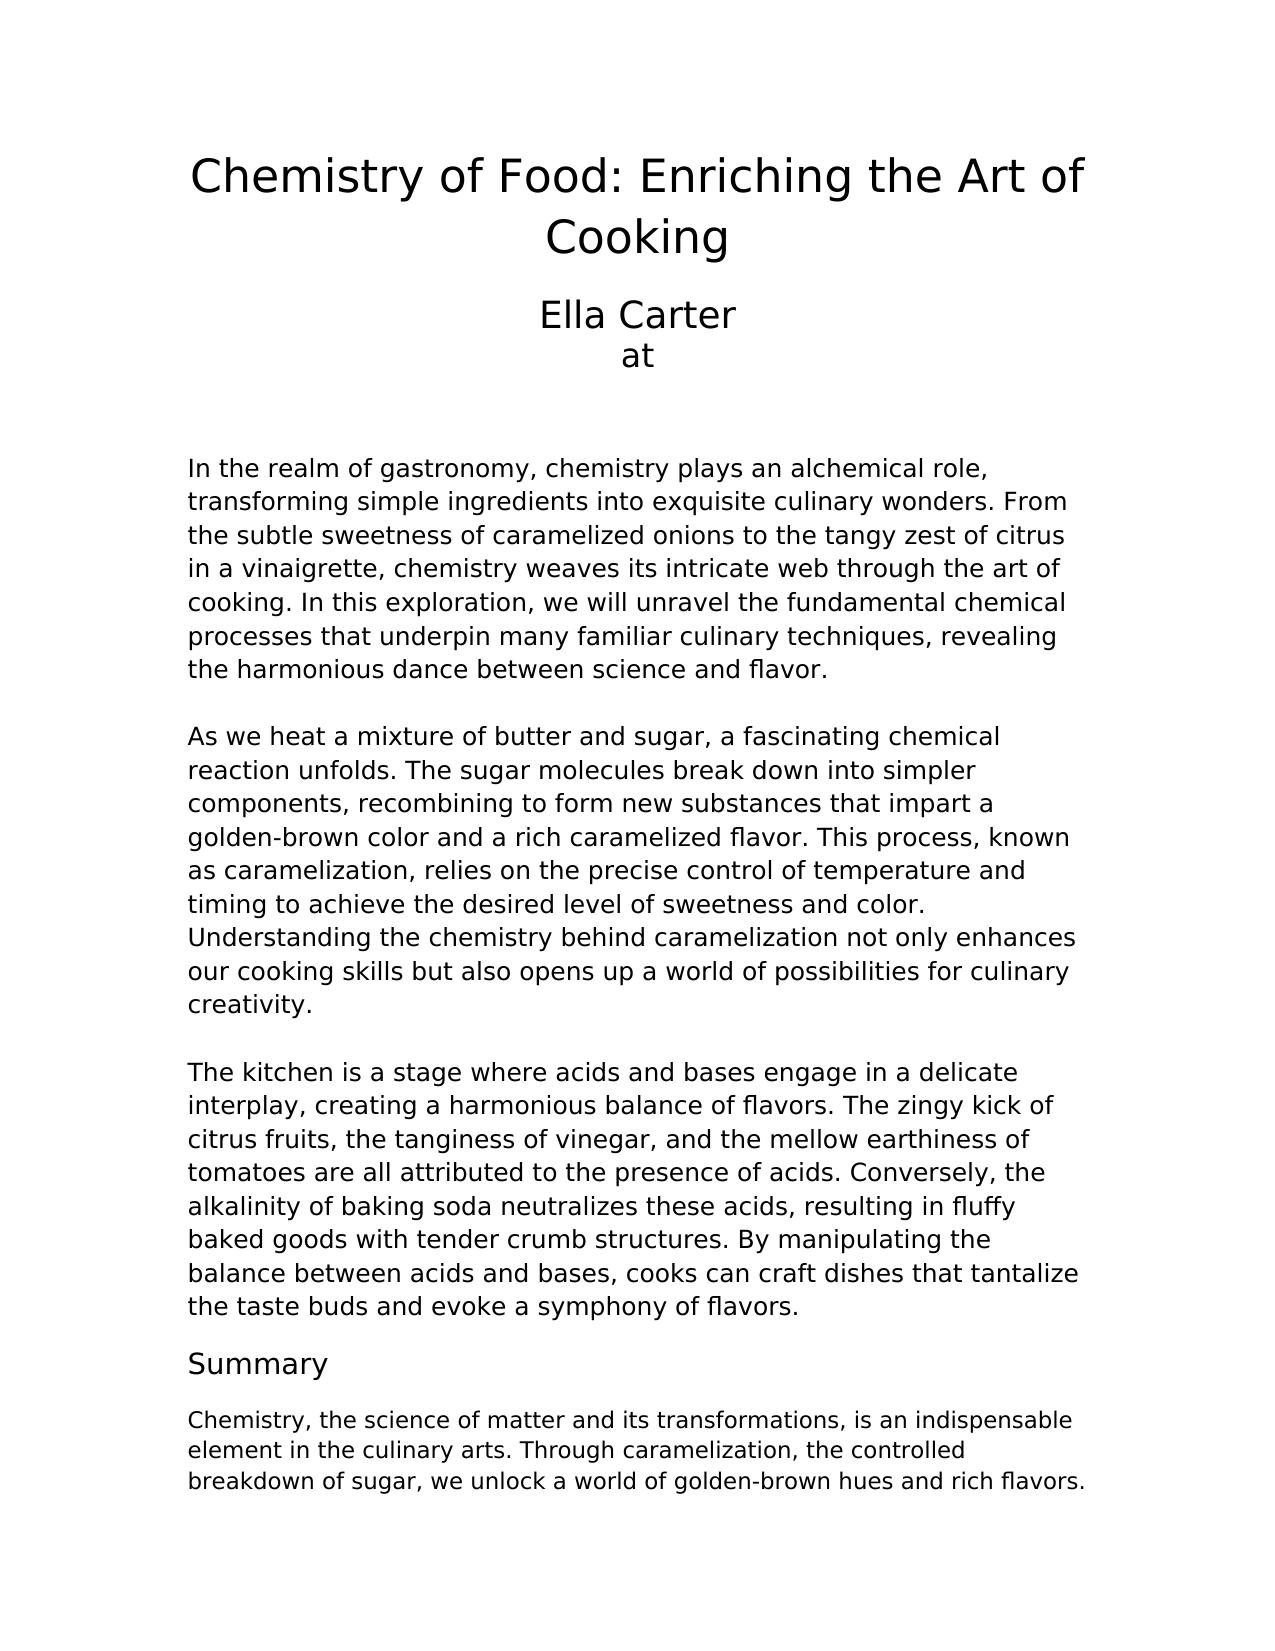 Chemistry of Food: Enriching the Art of
Cooking
Ella Carter
at
In the realm of gastronomy, chemistry plays an alchemical role,
transforming simple ingredients into exquisite culinary wonders. From
the subtle sweetness of caramelized onions to the tangy zest of citrus
in a vinaigrette, chemistry weaves its intricate web through the art of
cooking. In this exploration, we will unravel the fundamental chemical
processes that underpin many familiar culinary techniques, revealing
the harmonious dance between science and flavor.
As we heat a mixture of butter and sugar, a fascinating chemical
reaction unfolds. The sugar molecules break down into simpler
components, recombining to form new substances that impart a
golden-brown color and a rich caramelized flavor. This process, known
as caramelization, relies on the precise control of temperature and
timing to achieve the desired level of sweetness and color.
Understanding the chemistry behind caramelization not only enhances
our cooking skills but also opens up a world of possibilities for culinary
creativity.
The kitchen is a stage where acids and bases engage in a delicate
interplay, creating a harmonious balance of flavors. The zingy kick of
citrus fruits, the tanginess of vinegar, and the mellow earthiness of
tomatoes are all attributed to the presence of acids. Conversely, the
alkalinity of baking soda neutralizes these acids, resulting in fluffy
baked goods with tender crumb structures. By manipulating the
balance between acids and bases, cooks can craft dishes that tantalize
the taste buds and evoke a symphony of flavors.
Summary
Chemistry, the science of matter and its transformations, is an indispensable
element in the culinary arts. Through caramelization, the controlled
breakdown of sugar, we unlock a world of golden-brown hues and rich flavors.